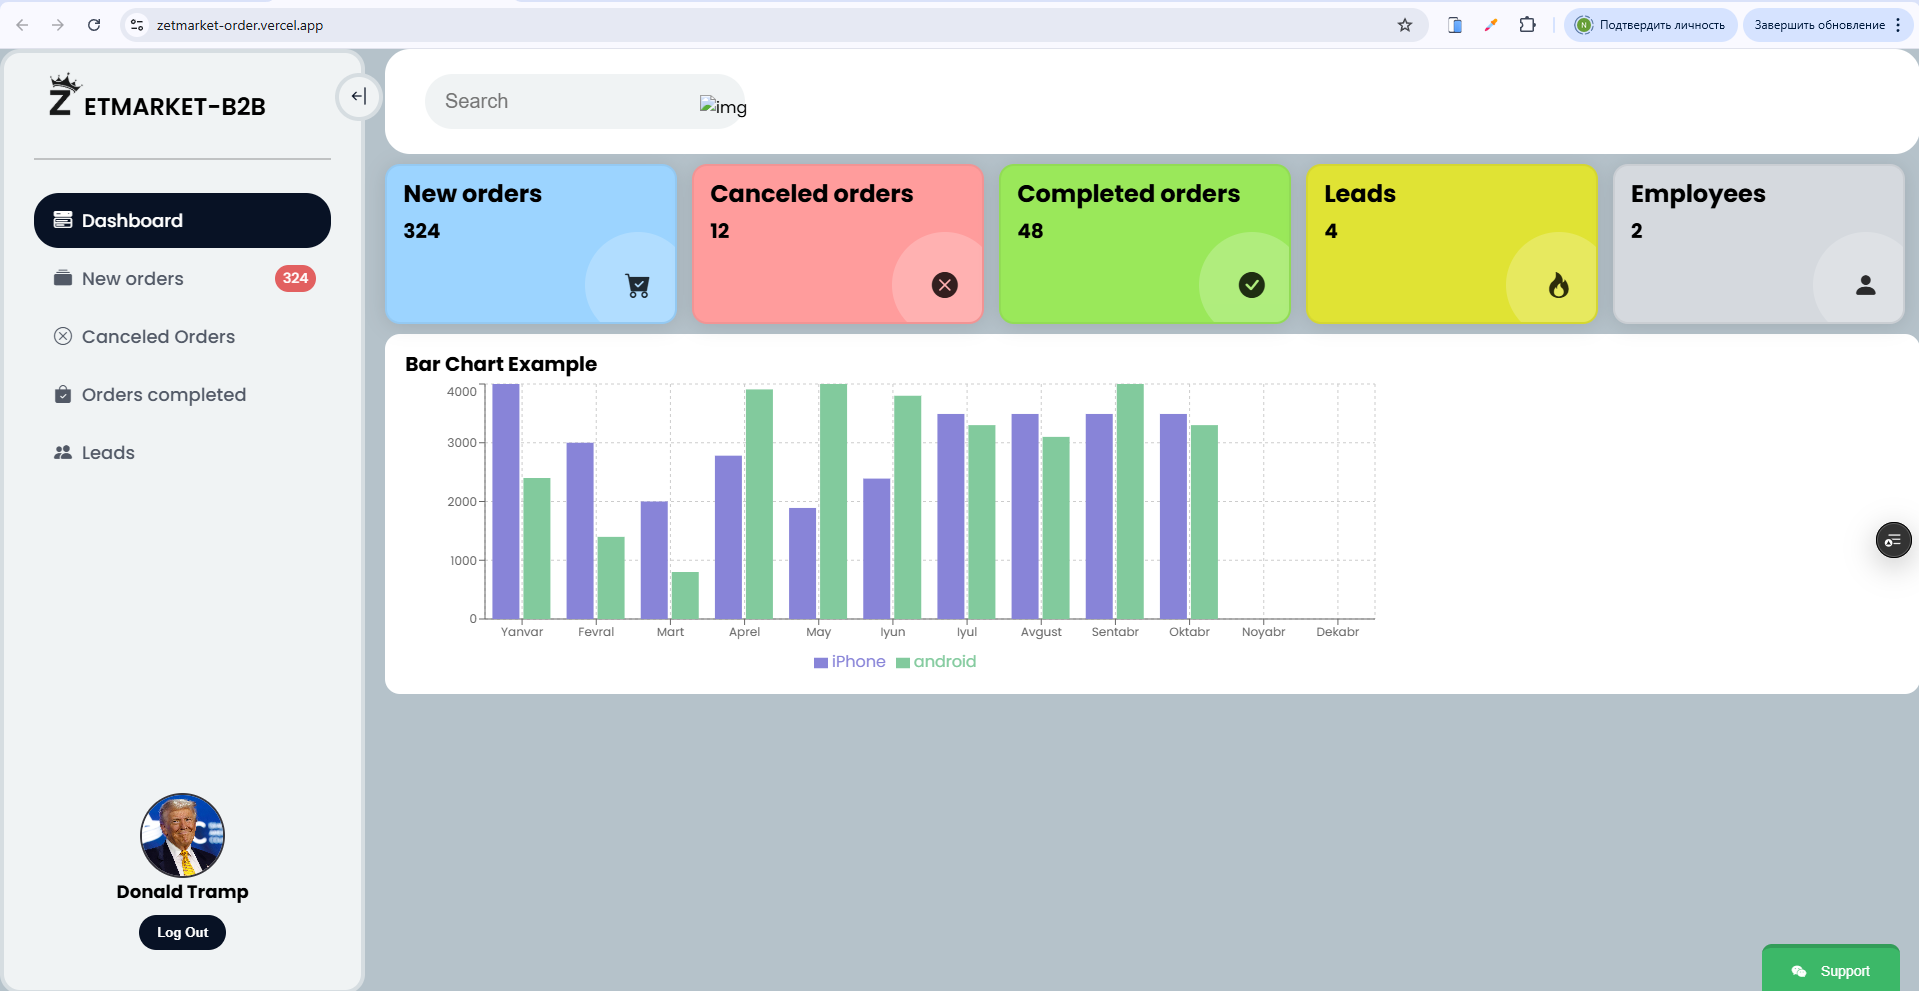 zetmarket-order.vercel.app
Подтвердить личность
Завершить обновление
ZETMARKET-B2B
Search
img
Dashboard
New orders 324
Canceled Orders
Orders completed
Leads
Donald Tramp
Log Out
New orders
324
Canceled orders
12
Completed orders
48
Leads
4
Employees
2
Bar Chart Example
4000
3000
2000
1000
0
Yanvar Fevral Mart Aprel May Iyun Iyul Avgust Sentabr Oktabr Noyabr Dekabr
iPhone android
Support